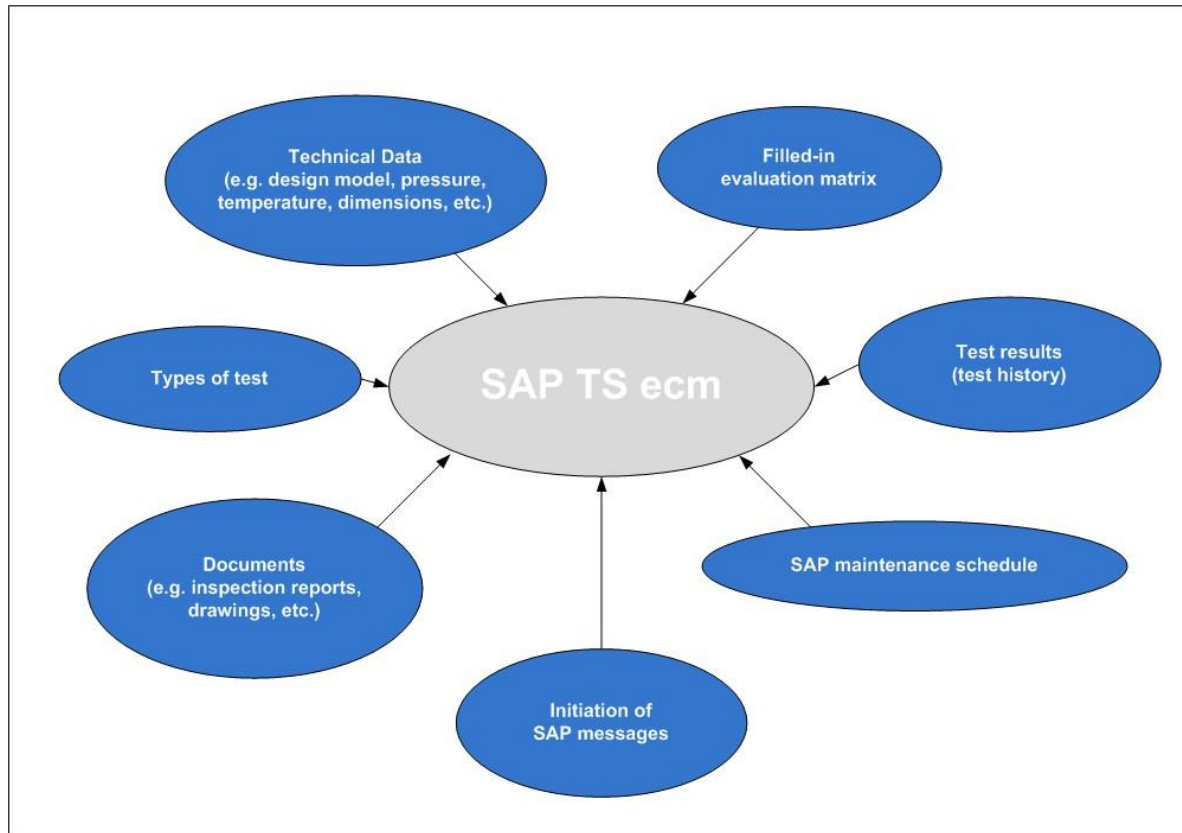 Technical Data
(e.g. design model, pressure,
temperature, dimensions, etc.)
Filled-in
evaluation matrix
Types of test
SAP TS ecm
Test results
(test history)
Documents
(e.g. inspection reports,
drawings, etc.)
SAP maintenance schedule
Initiation of
SAP messages